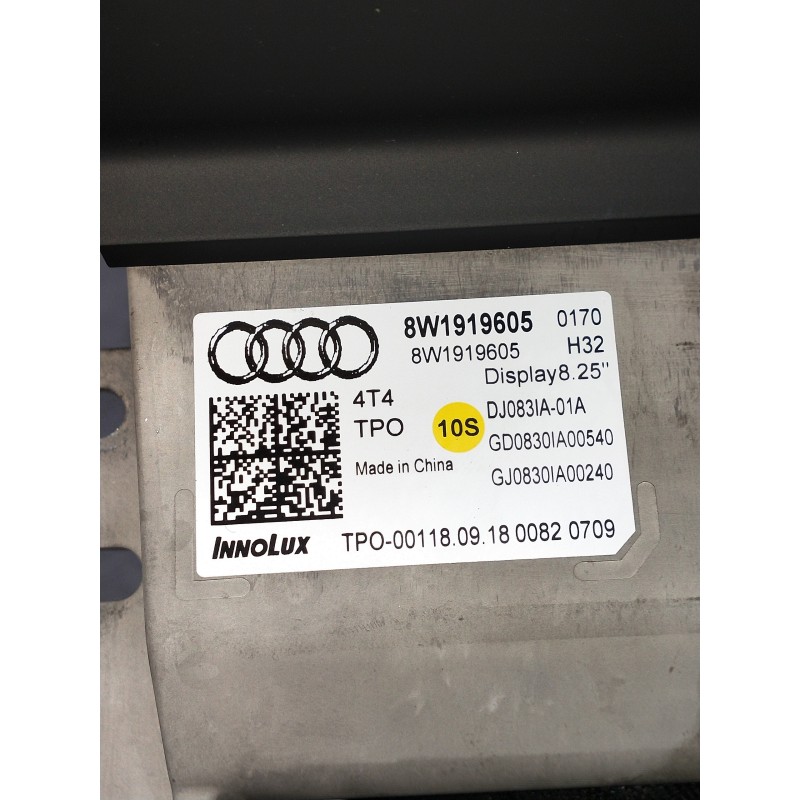 8W1919605 0170
8W1919605 H32
Display8.25"
4T4
TPO 10S DJ083IA-01A
GD0830IA00540
Made in China
GJ0830IA00240
INNOLUX TPO-00118.09.18 0082 0709